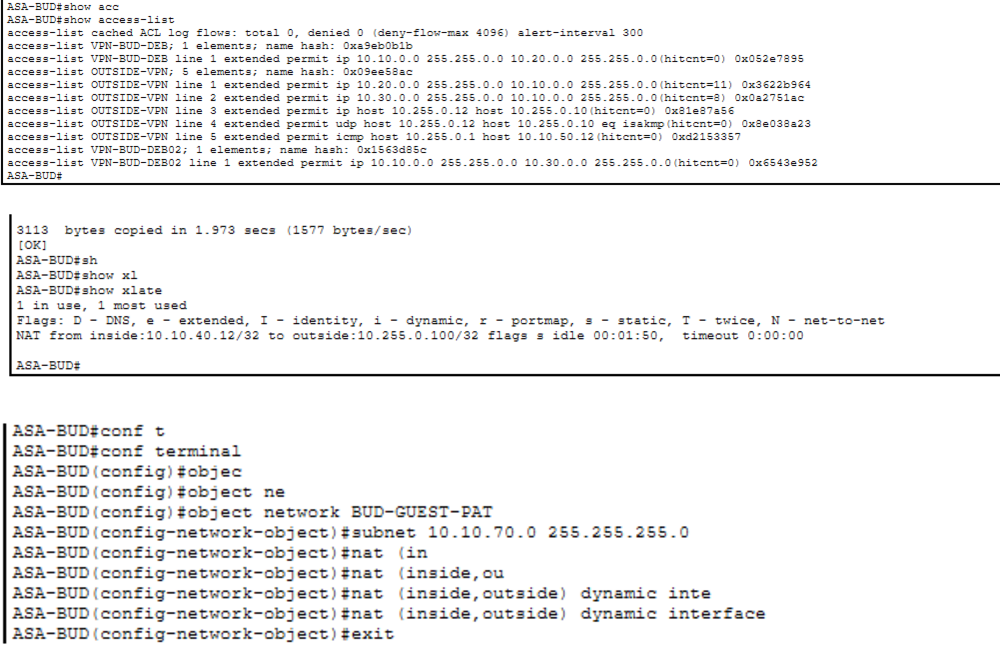 ASA-BUD#show acc
ASA-BUD#show access-list
access-list cached ACL log flows: total 0, denied 0 (deny-flow-max 4096) alert-interval 300
access-list VPN-BUD-DEB; 1 elements; name hash: 0xa9eb0b1b
access-list VPN-BUD-DEB line 1 extended permit ip 10.10.0.0 255.255.0.0 10.20.0.0 255.255.0.0(hitcnt=0) 0x052e7895
access-list OUTSIDE-VPN; 5 elements; name hash: 0x09ee58ac
access-list OUTSIDE-VPN line 1 extended permit ip 10.20.0.0 255.255.0.0 10.10.0.0 255.255.0.0(hitcnt=11) 0x3622b964
access-list OUTSIDE-VPN line 2 extended permit ip 10.30.0.0 255.255.0.0 10.10.0.0 255.255.0.0(hitcnt=8) 0x0a2751ac
access-list OUTSIDE-VPN line 3 extended permit ip host 10.255.0.12 host 10.255.0.10(hitcnt=0) 0x81e87a56
access-list OUTSIDE-VPN line 4 extended permit udp host 10.255.0.12 host 10.255.0.10 eq isakmp(hitcnt=0) 0x8e038a23
access-list OUTSIDE-VPN line 5 extended permit icmp host 10.255.0.1 host 10.10.50.12(hitcnt=0) 0xd2153357
access-list VPN-BUD-DEB02; 1 elements; name hash: 0x1563d85c
access-list VPN-BUD-DEB02 line 1 extended permit ip 10.10.0.0 255.255.0.0 10.30.0.0 255.255.0.0(hitcnt=0) 0x6543e952
ASA-BUD#
3113 bytes copied in 1.973 secs (1577 bytes/sec)
[OK]
ASA-BUD#sh
ASA-BUD#show xl
ASA-BUD#show xlate
1 in use, 1 most used
Flags: D - DNS, e - extended, I - identity, i - dynamic, r - portmap, s - static, T - twice, N - net-to-net
NAT from inside:10.10.40.12/32 to outside:10.255.0.100/32 flags s idle 00:01:50, timeout 0:00:00
ASA-BUD#
ASA-BUD#conf t
ASA-BUD#conf terminal
ASA-BUD(config)#objec
ASA-BUD(config)#object ne
ASA-BUD(config)#object network BUD-GUEST-PAT
ASA-BUD(config-network-object)#subnet 10.10.70.0 255.255.255.0
ASA-BUD(config-network-object)#nat (in
ASA-BUD(config-network-object)#nat (inside,ou
ASA-BUD(config-network-object)#nat (inside,outside) dynamic inte
ASA-BUD(config-network-object)#nat (inside,outside) dynamic interface
ASA-BUD(config-network-object)#exit